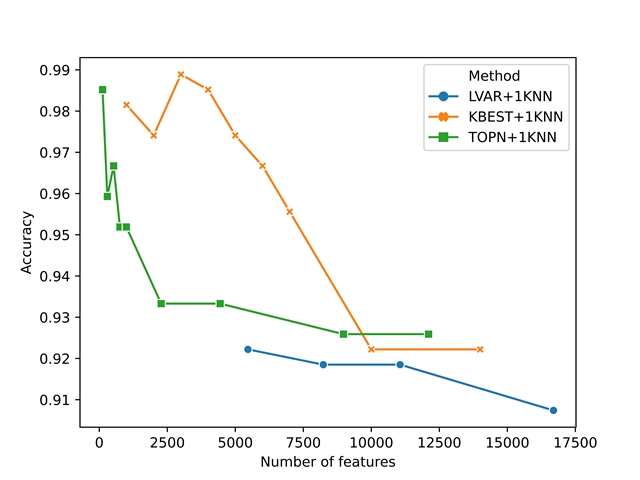 Method
LVAR+1KNN
KBEST+1KNN
TOPN+1KNN
0.99
0.98
0.97
0.96
0.95
0.94
0.93
0.92
0.91
Accuracy
0 2500 5000 7500 10000 12500 15000 17500
Number of features